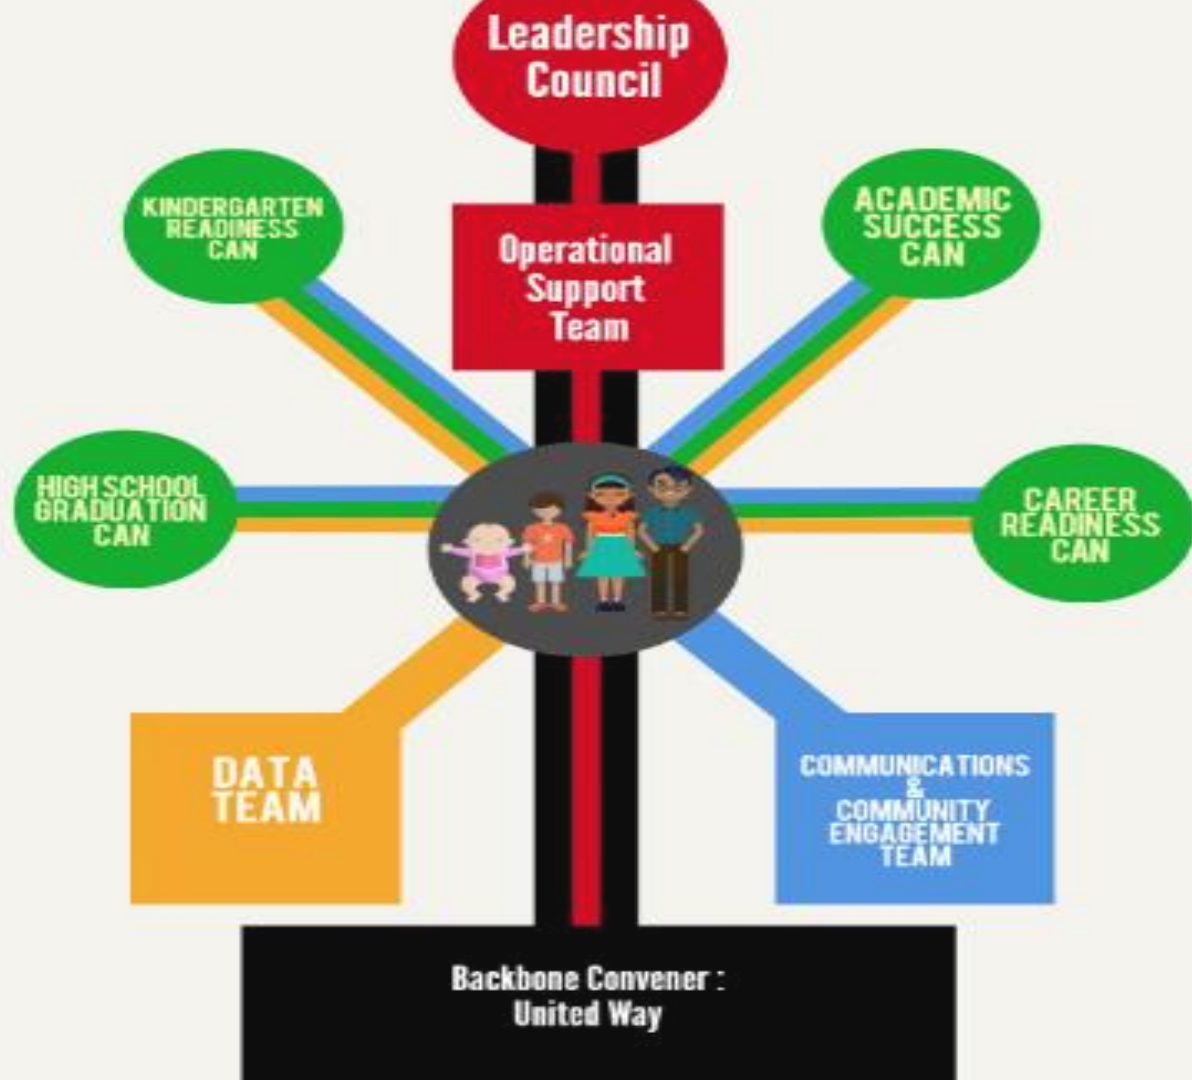 Leadership
Council
KINDERGARTEN
READINESS
CAN
ACADEMIC
SUCCESS
CAN
Operational
Support
Team
HIGH SCHOOL
GRADUATION
CAN
CAREER
READINESS
CAN
DATA
TEAM
COMMUNICATIONS
&
COMMUNITY
ENGAGEMENT
TEAM
Backbone Convener :
United Way